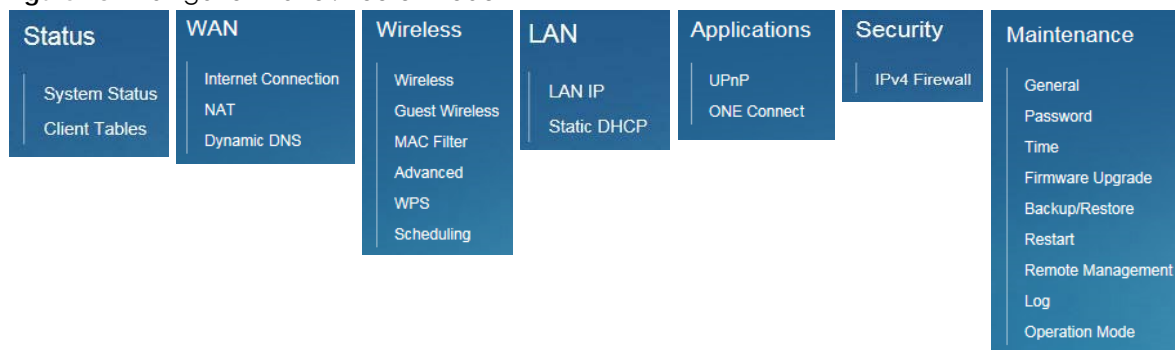 Status
System Status
Client Tables
WAN
Internet Connection
NAT
Dynamic DNS
Wireless
Wireless
Guest Wireless
MAC Filter
Advanced
WPS
Scheduling
LAN
LAN IP
Static DHCP
Applications
UPnP
ONE Connect
Security
IPv4 Firewall
Maintenance
General
Password
Time
Firmware Upgrade
Backup/Restore
Restart
Remote Management
Log
Operation Mode